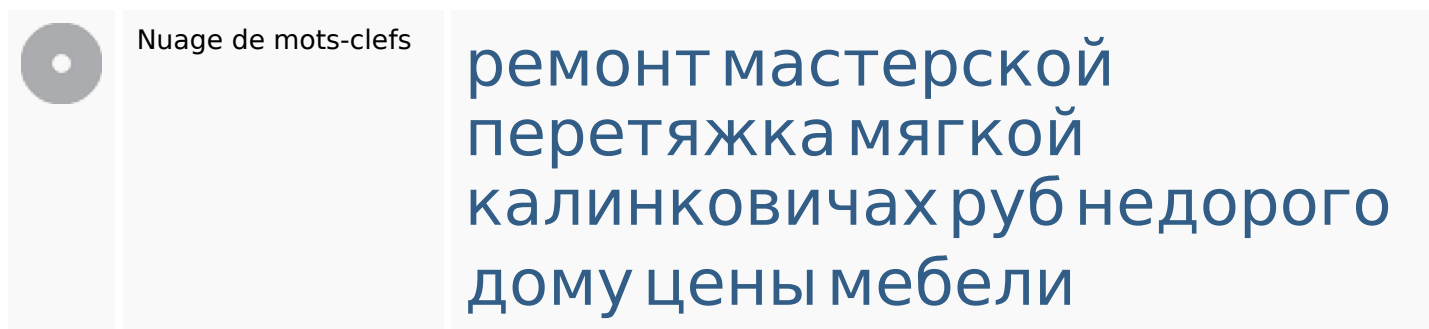 Nuage de mots-clefs
ремонт мастерской
перетяжка мягкой
калинковичах руб недорого
дому цены мебели